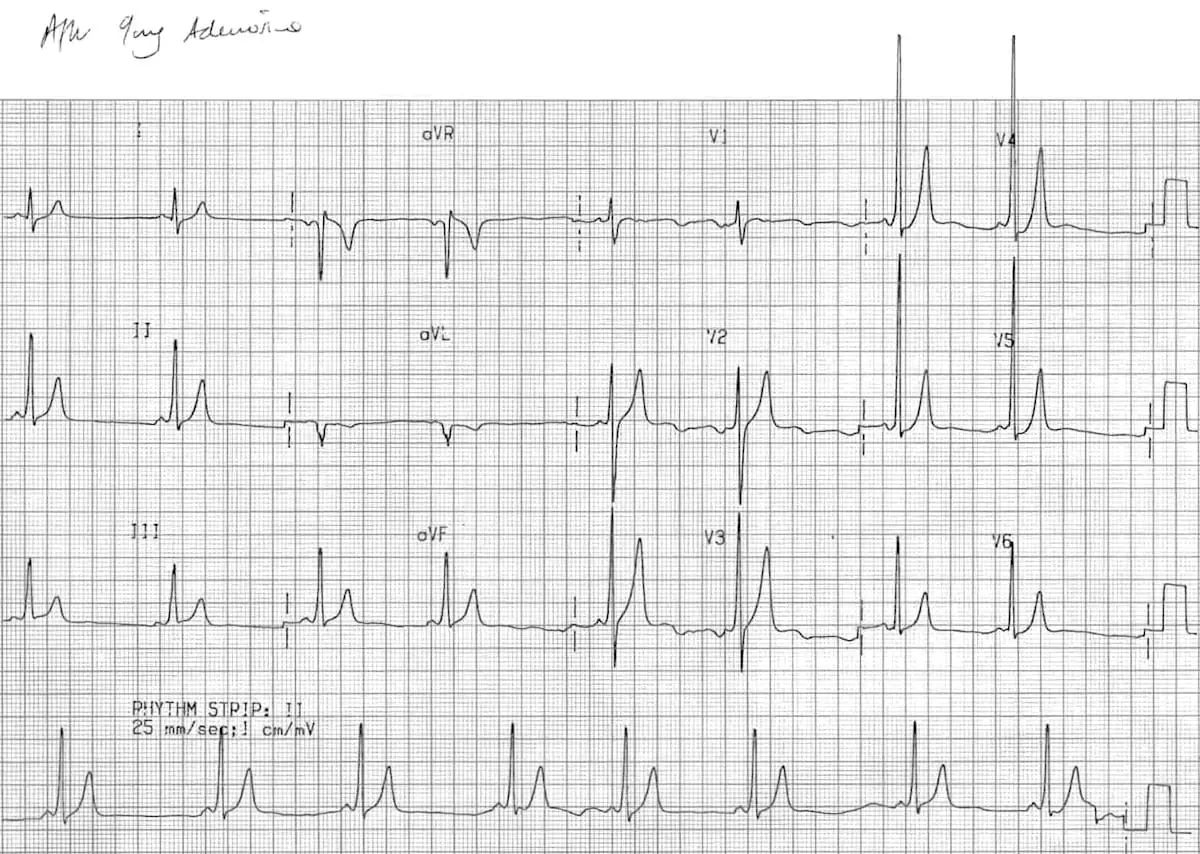 9mg Adenosine
I aVR V1 V4
II aVL V2 V5
III aVF V3 V6
RHYTHM STRIP: II
25 mm/sec;1 cm/mV